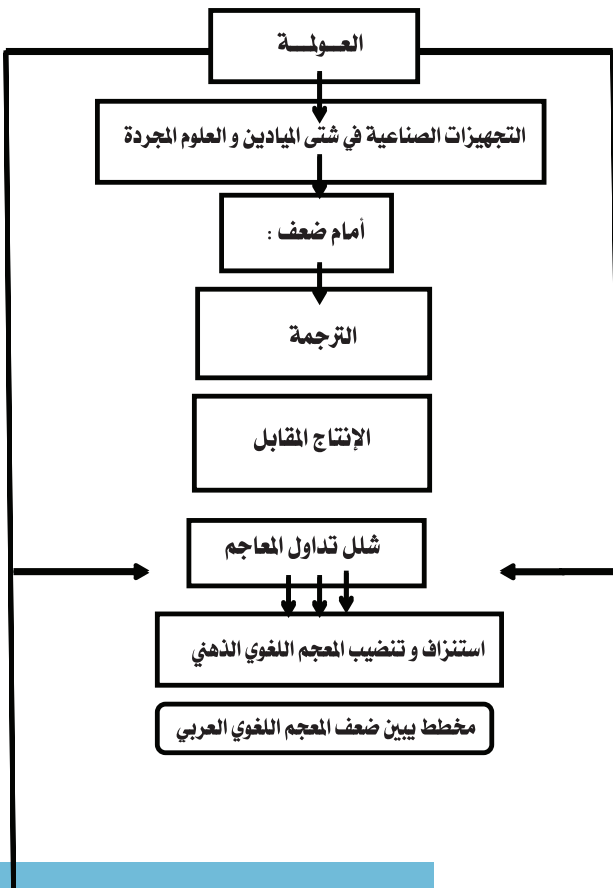 العـــولمـــة
التجهيزات الصناعية في شتى الميادين و العلوم المجردة
أمام ضعف :
الترجمة
الإنتاج المقابل
شلل تداول المعاجم
استنزاف و تنضيب المعجم اللغوي الذهني
مخطط يبين ضعف المعجم اللغوي العربي